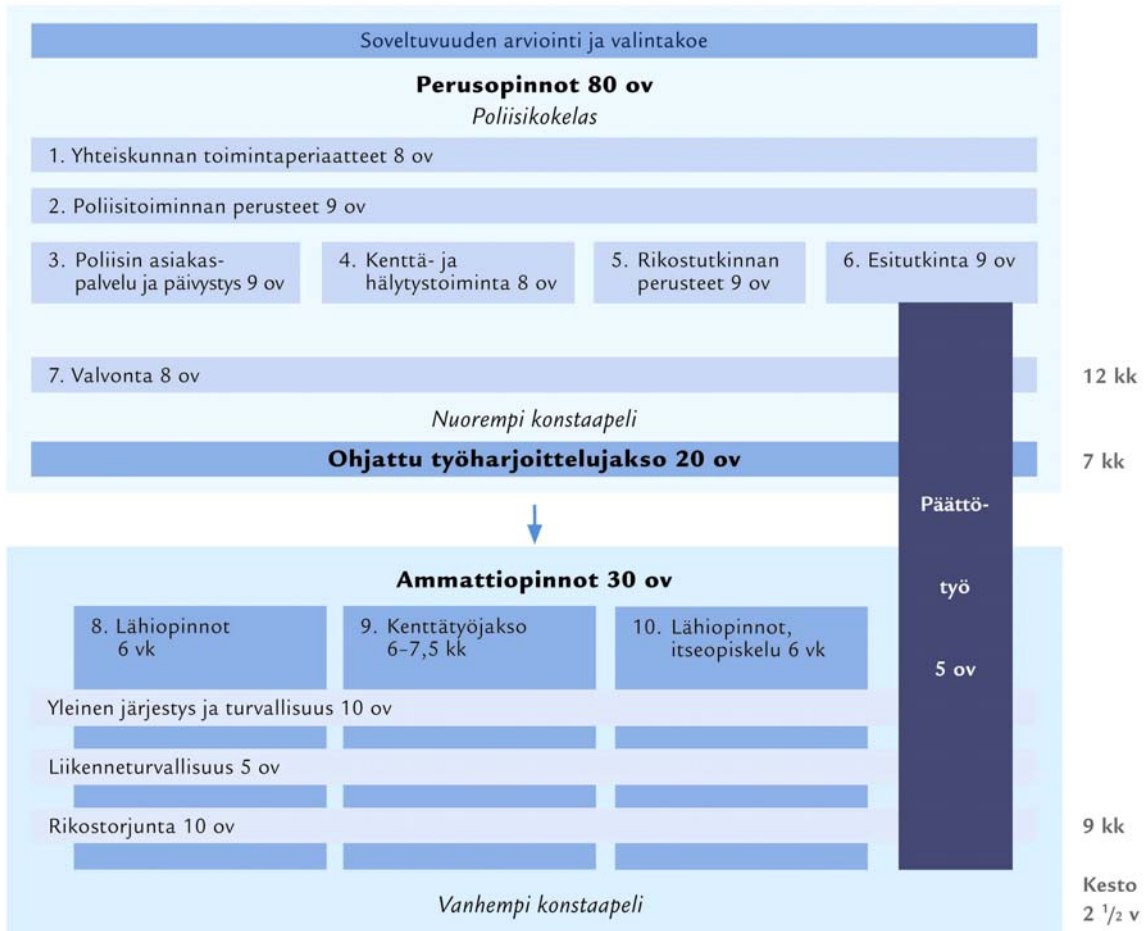 Soveltuvuuden arviointi ja valintakoe
Perusopinnot 80 ov
Poliisikokelas
1. Yhteiskunnan toimintaperiaatteet 8 ov
2. Poliisitoiminnan perusteet 9 ov
3. Poliisin asiakas-
palvelu ja päivystys 9 ov
4. Kenttä- ja
hälytystoiminta 8 ov
5. Rikostutkinnan
perusteet 9 ov
6. Esitutkinta 9 ov
7. Valvonta 8 ov
12 kk
Nuorempi konstaapeli
Ohjattu työharjoittelujakso 20 ov
7 kk
Päättö-
työ
5 ov
Ammattiopinnot 30 ov
8. Lähiopinnot
6 vk
9. Kenttätyöjakso
6–7,5 kk
10. Lähiopinnot,
itseopiskelu 6 vk
Yleinen järjestys ja turvallisuus 10 ov
Liikenneturvallisuus 5 ov
Rikostorjunta 10 ov
9 kk
Vanhempi konstaapeli
Kesto
2 1/2 v